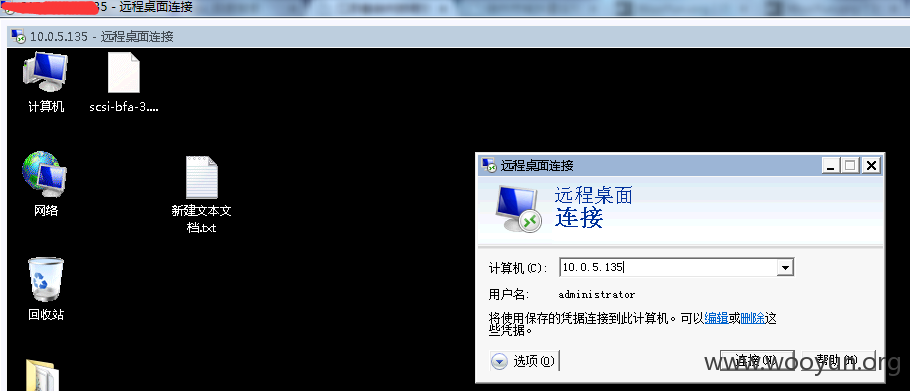 35 - 远程桌面连接
10.0.5.135 - 远程桌面连接
计算机
scsi-bfa-3....
网络
新建文本文
档.txt
回收站
远程桌面连接
远程桌面
连接
计算机(C):
10.0.5.135
用户名:
administrator
将使用保存的凭据连接到此计算机。可以编辑或删除这
些凭据。
选项(O)
连接(N)
帮助(H)
www.wooyun.org